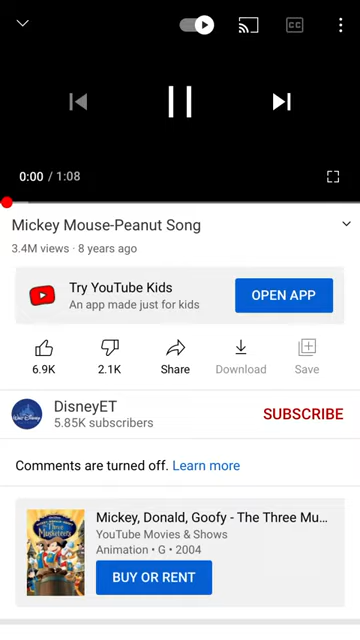 CC
0:00 / 1:08
Mickey Mouse-Peanut Song
3.4M views · 8 years ago
Try YouTube Kids
An app made just for kids
OPEN APP
6.9K
2.1K
Share
Download
Save
DisneyET
5.85K subscribers
SUBSCRIBE
Comments are turned off. Learn more
Mickey, Donald, Goofy - The Three Mu...
YouTube Movies & Shows
Animation • G • 2004
BUY OR RENT
Three
Musketeers